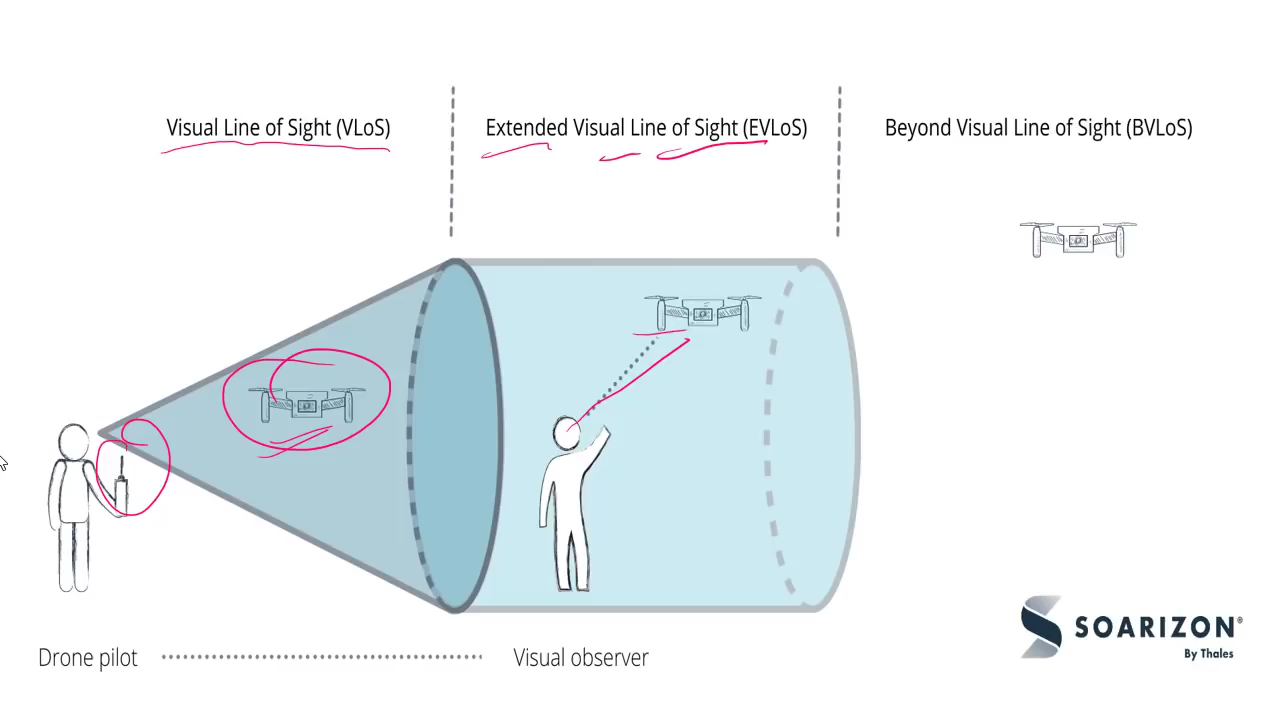 Visual Line of Sight (VLoS)
Extended Visual Line of Sight (EVLoS)
Beyond Visual Line of Sight (BVLoS)
Drone pilot
Visual observer
SOARIZON®
By Thales